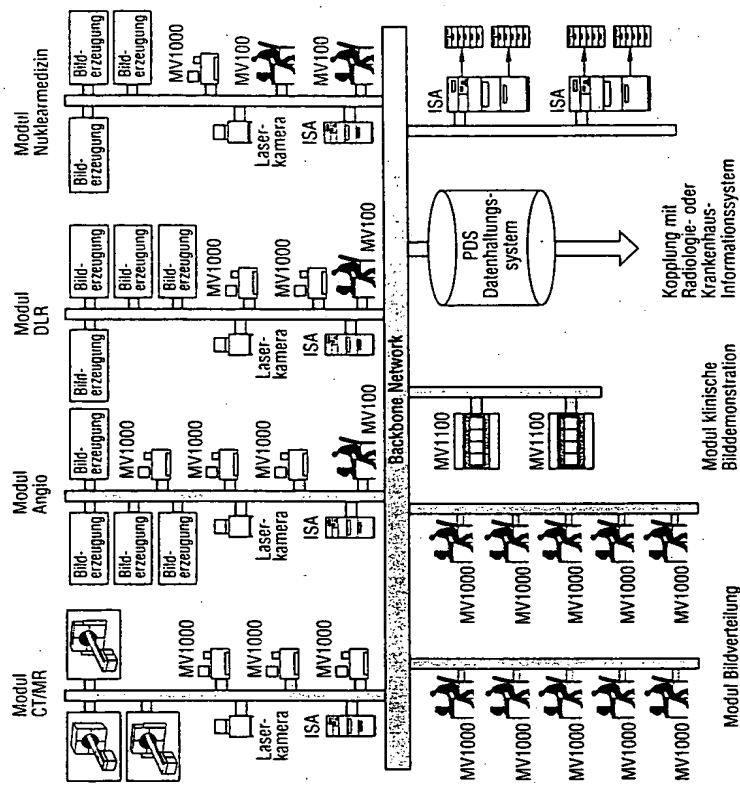 Modul
CT/MR
MV1000
MV1000
MV1000
Laser-
kamera
ISA
Modul
Angio
Bild-
erzeugung
Bild-
erzeugung
Bild-
erzeugung
Bild-
erzeugung
MV1000
MV1000
MV1000
MV100
Laser-
kamera
ISA
Modul
DLR
Bild-
erzeugung
Bild-
erzeugung
Bild-
erzeugung
Bild-
erzeugung
MV1000
MV1000
MV100
Laser-
kamera
ISA
Modul
Nuklearmedizin
Bild-
erzeugung
Bild-
erzeugung
Bild-
erzeugung
MV1000
MV100
MV100
Laser-
kamera
ISA
Backbone Network
MV1000
MV1000
MV1000
MV1000
MV1000
MV1000
MV1000
MV1000
MV1000
MV1000
Modul Bildverteilung
MV1100
MV1100
Modul klinische
Bilddemonstration
PDS
Datenhaltungs-
system
Kopplung mit
Radiologie- oder
Krankenhaus-
Informationssystem
ISA
ISA